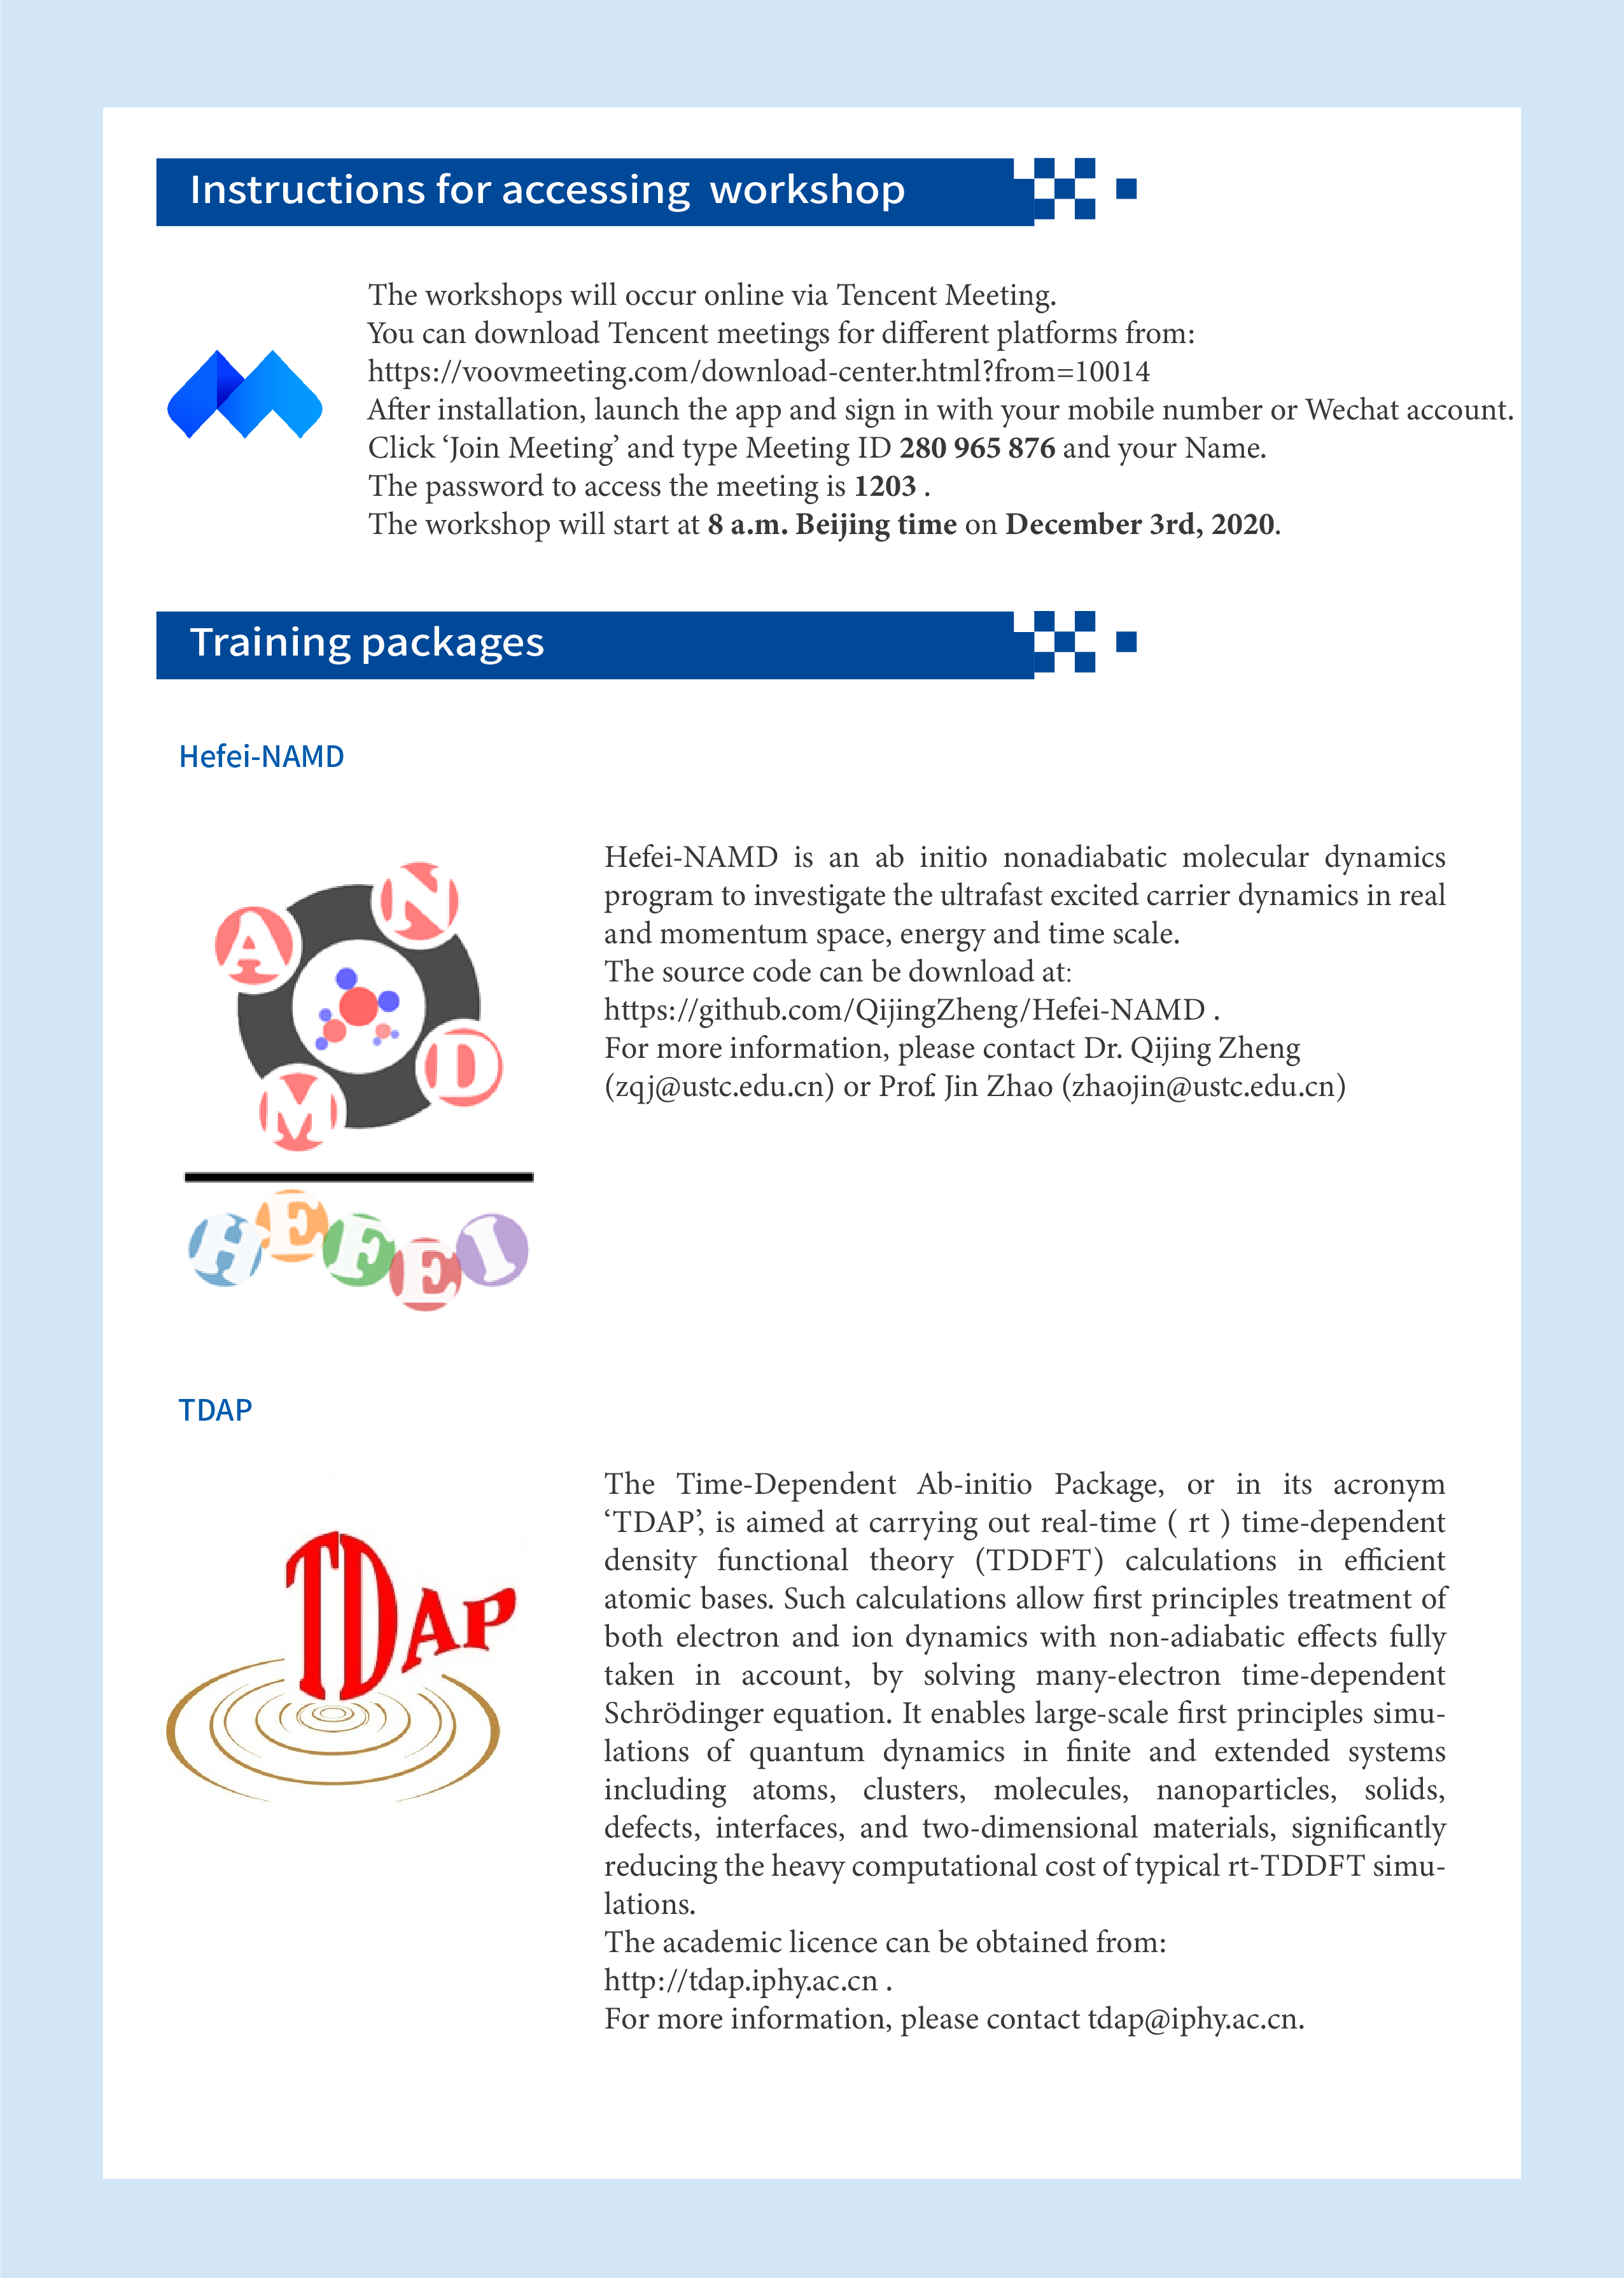 Instructions for accessing  workshop
The workshops will occur online via Tencent Meeting.
You can download Tencent meetings for different platforms from:
https://voovmeeting.com/download-center.html?from=10014
After installation, launch the app and sign in with your mobile number or Wechat account.
Click ‘Join Meeting’ and type Meeting ID 280 965 876 and your Name.
The password to access the meeting is 1203 .
The workshop will start at 8 a.m. Beijing time on December 3rd, 2020.
Training packages
Hefei-NAMD
N
A
D
M
HEFEI
Hefei-NAMD is an ab initio nonadiabatic molecular dynamics
program to investigate the ultrafast excited carrier dynamics in real
and momentum space, energy and time scale.
The source code can be download at:
https://github.com/QijingZheng/Hefei-NAMD .
For more information, please contact Dr. Qijing Zheng
(zqj@ustc.edu.cn) or Prof. Jin Zhao (zhaojin@ustc.edu.cn)
TDAP
TDAP
The Time-Dependent Ab-initio Package, or in its acronym
‘TDAP’, is aimed at carrying out real-time ( rt ) time-dependent
density functional theory (TDDFT) calculations in efficient
atomic bases. Such calculations allow first principles treatment of
both electron and ion dynamics with non-adiabatic effects fully
taken in account, by solving many-electron time-dependent
Schrödinger equation. It enables large-scale first principles simu-
lations of quantum dynamics in finite and extended systems
including atoms, clusters, molecules, nanoparticles, solids,
defects, interfaces, and two-dimensional materials, significantly
reducing the heavy computational cost of typical rt-TDDFT simu-
lations.
The academic licence can be obtained from:
http://tdap.iphy.ac.cn .
For more information, please contact tdap@iphy.ac.cn.